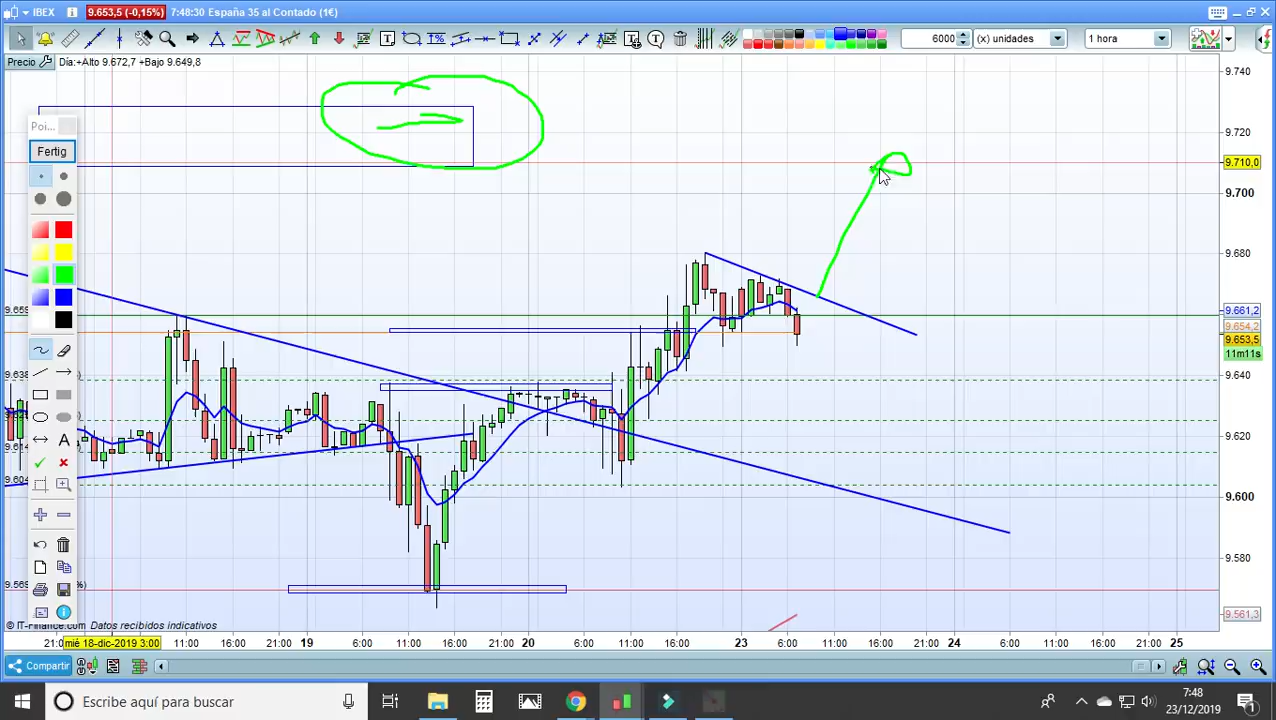 IBEX 9.653,5 (-0,15%) 7:48:30 España 35 al Contado (1€)
6000 (x) unidades 1 hora
Precio Día:+Alto 9.672,7 +Bajo 9.649,8
Poi...
Fertig
9.740
9.720
9.710,0
9.700
9.680
9.661,2
9.654,2
9.653,5
11m11s
9.640
9.620
9.600
9.580
9.561,3
© IT-Finance.com Datos recibidos indicativos
21:00 mié 18-dic-2019 3:00 11:00 16:00 21:00 19 11:00 16:00 21:00 20 6:00 11:00 16:00 21:00 23 6:00 11:00 16:00 21:00 24 6:00 11:00 16:00 21:00 25
Compartir
Escribe aquí para buscar
7:48
23/12/2019